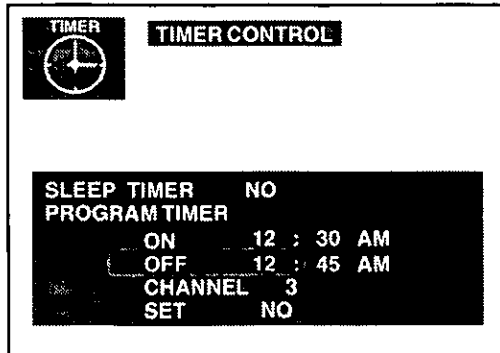 TIMER
TIMER CONTROL
SLEEP TIMER NO
PROGRAM TIMER
ON 12 : 30 AM
OFF 12 : 45 AM
CHANNEL 3
SET NO